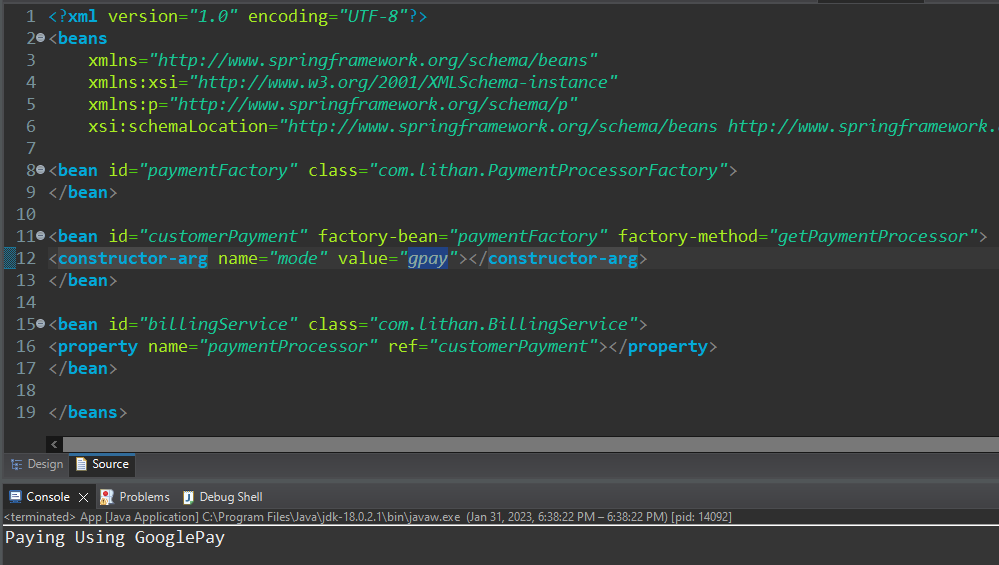 1 <?xml version="1.0" encoding="UTF-8"?>
2 <beans
3 xmlns="http://www.springframework.org/schema/beans"
4 xmlns:xsi="http://www.w3.org/2001/XMLSchema-instance"
5 xmlns:p="http://www.springframework.org/schema/p"
6 xsi:schemaLocation="http://www.springframework.org/schema/beans http://www.springframework.
7
8 <bean id="paymentFactory" class="com.lithan.PaymentProcessorFactory">
9 </bean>
10
11 <bean id="customerPayment" factory-bean="paymentFactory" factory-method="getPaymentProcessor">
12 <constructor-arg name="mode" value="gpay"></constructor-arg>
13 </bean>
14
15 <bean id="billingService" class="com.lithan.BillingService">
16 <property name="paymentProcessor" ref="customerPayment"></property>
17 </bean>
18
19 </beans>
Design Source
Console Problems Debug Shell
<terminated> App [Java Application] C:\Program Files\Java\jdk-18.0.2.1\bin\javaw.exe (Jan 31, 2023, 6:38:22 PM – 6:38:22 PM) [pid: 14092]
Paying Using GooglePay